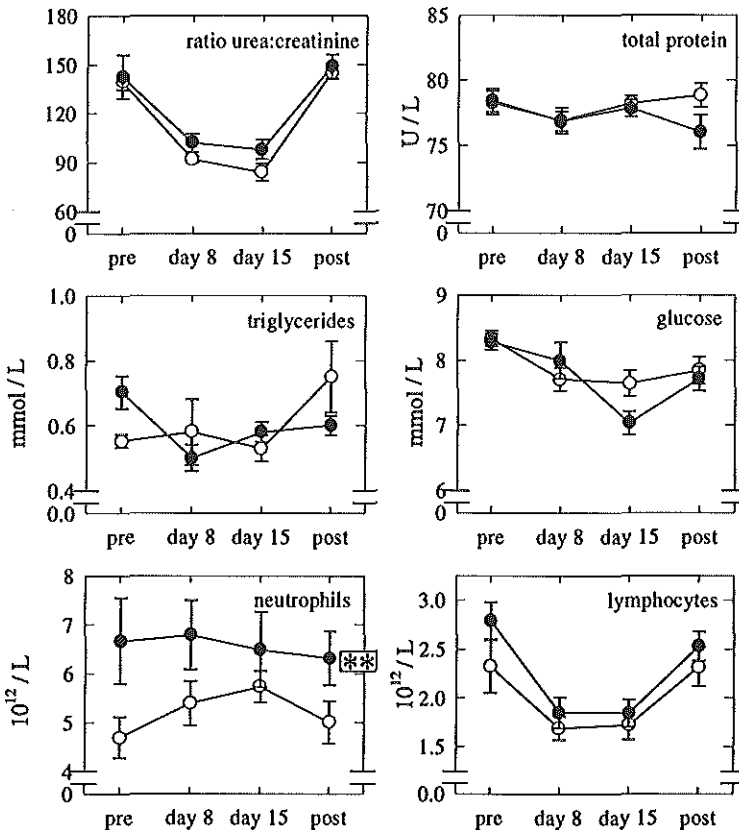 ratio urea:creatinine
180
150
120
90
60
0
pre day 8 day 15 post
total protein
U / L
85
80
75
70
0
pre day 8 day 15 post
triglycerides
mmol / L
1.0
0.8
0.6
0.4
0.0
pre day 8 day 15 post
glucose
mmol / L
9
8
7
6
0
pre day 8 day 15 post
neutrophils
10¹² / L
8
7
6
5
4
0
**
pre day 8 day 15 post
lymphocytes
10¹² / L
3.0
2.5
2.0
1.5
0.0
pre day 8 day 15 post